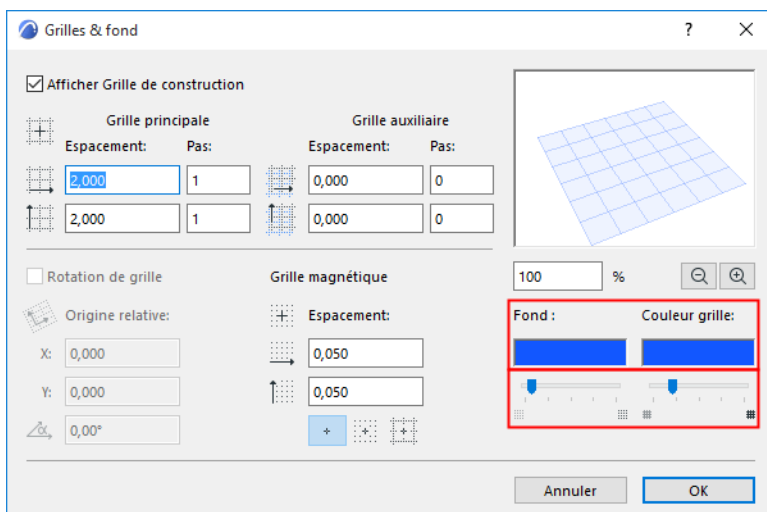 Grilles & fond
Afficher Grille de construction
Grille principale
Grille auxiliaire
Espacement:
Pas:
Espacement:
Pas:
2,000
1
0,000
0
2,000
1
0,000
0
Rotation de grille
Grille magnétique
100
%
Origine relative:
Espacement:
Fond :
Couleur grille:
X:
0,000
0,050
Y:
0,000
0,050
α
0,00°
Annuler
OK